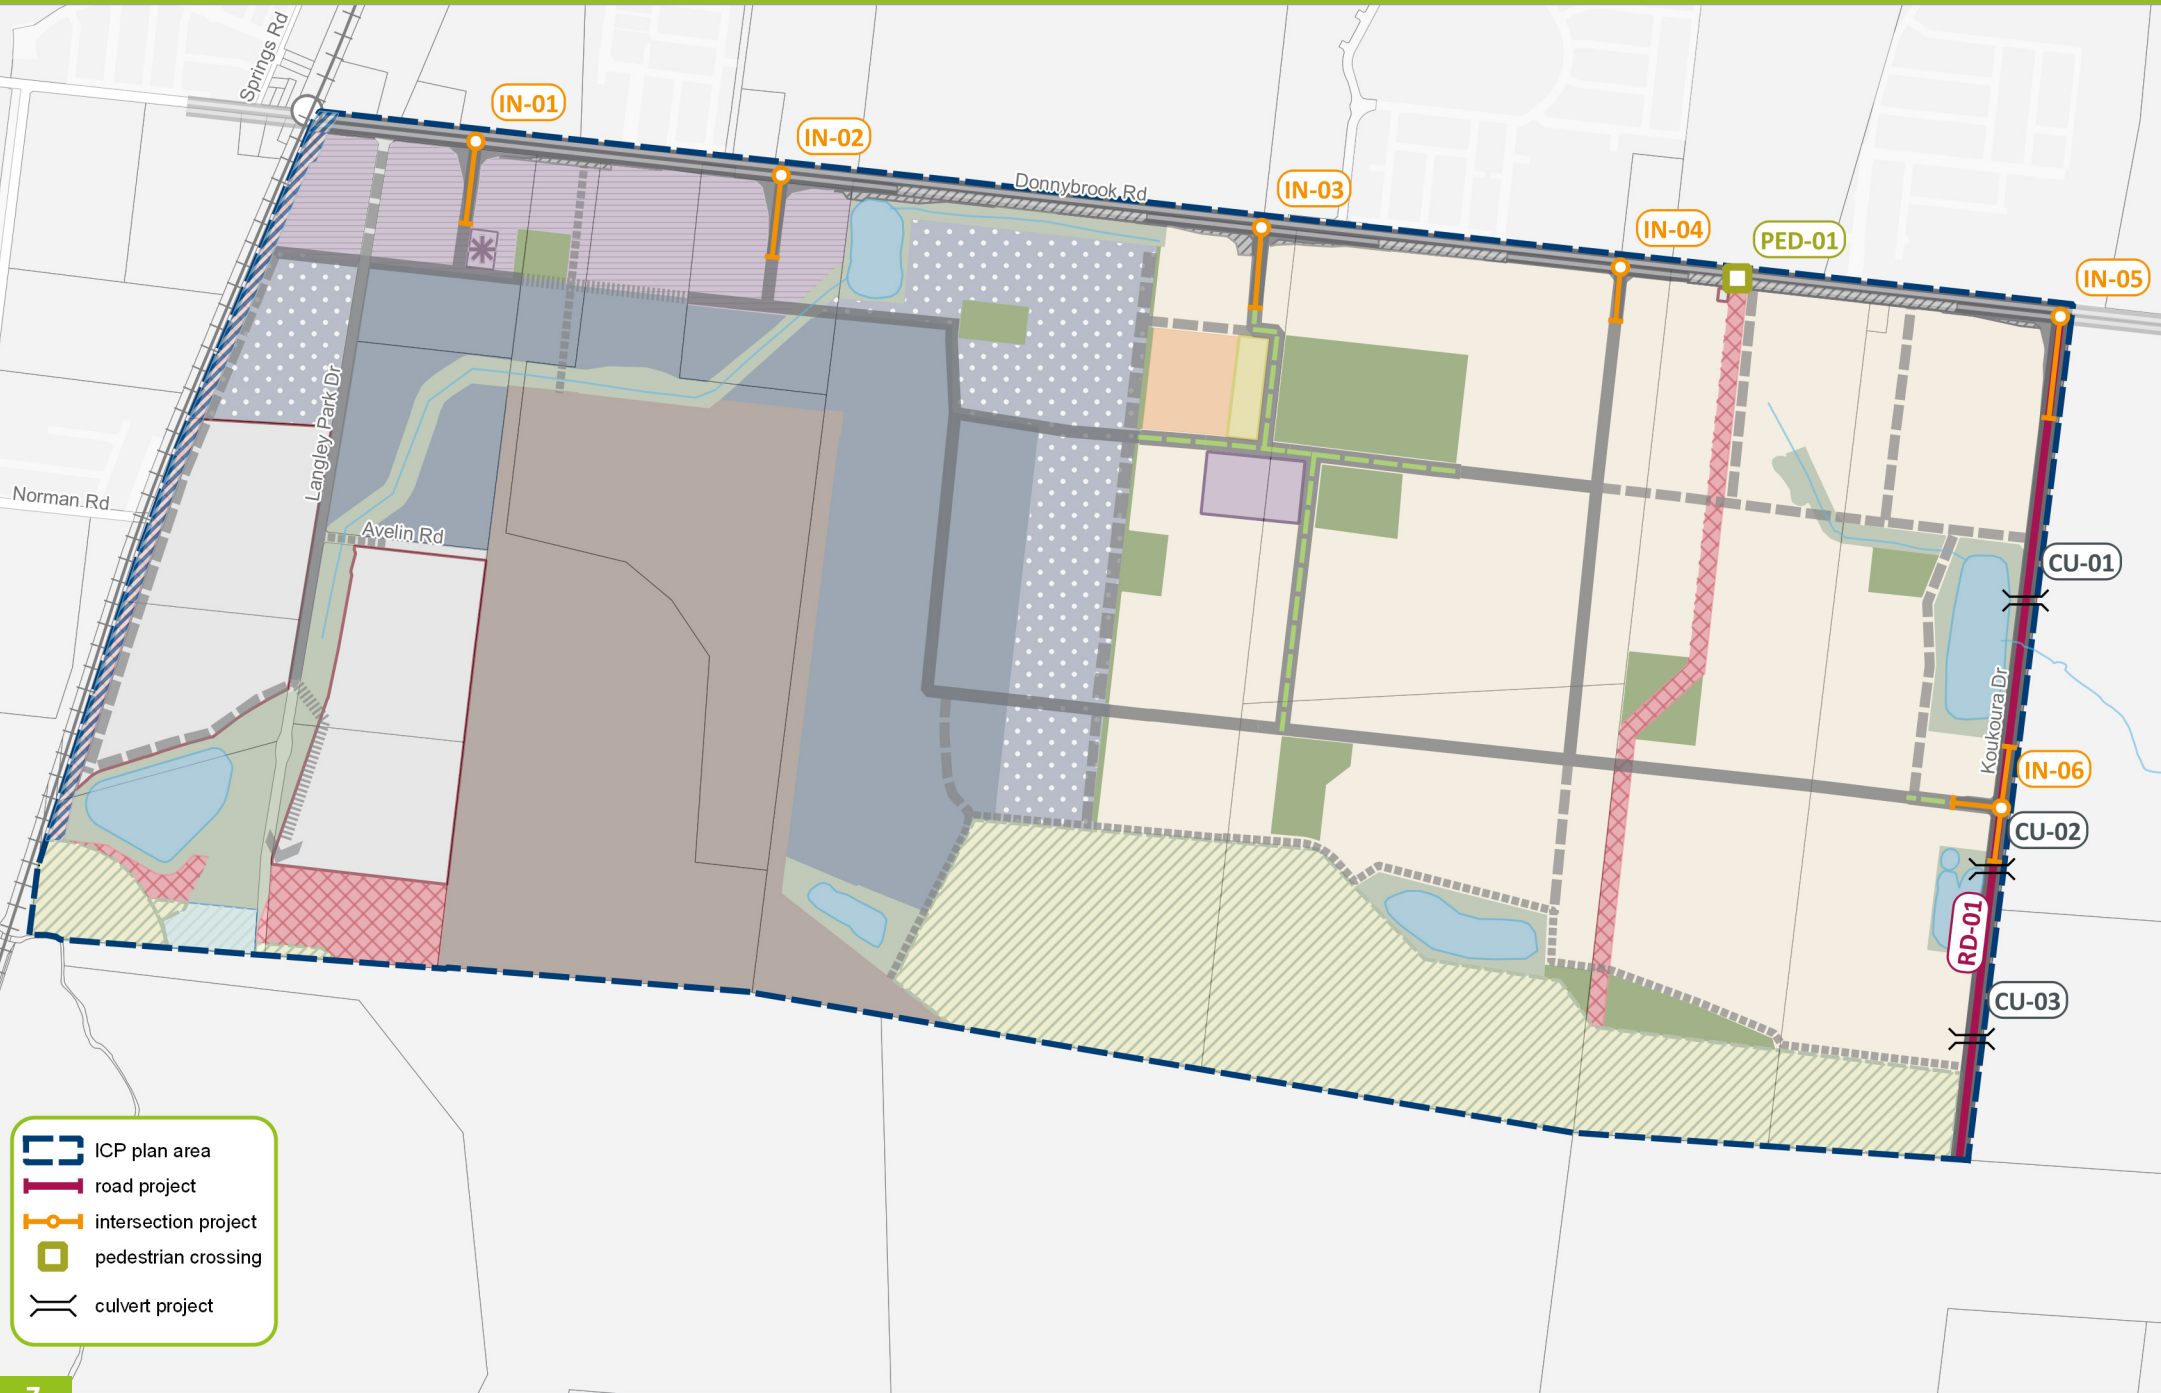 Springs Rd
IN-01
IN-02
Donnybrook Rd
IN-03
IN-04
PED-01
IN-05
Langley Park Dr
Norman Rd
Avelin Rd
CU-01
Koukoura Dr
IN-06
CU-02
RD-01
CU-03
ICP plan area
road project
intersection project
pedestrian crossing
culvert project
7